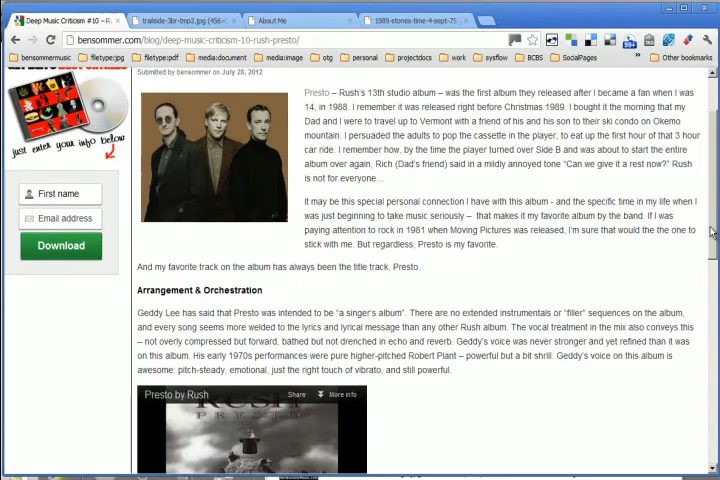 Deep Music Criticism #10 – R
trailside-3br-tmp2.jpg (456×
About Me
1989-stones-time-4-sept-75
bensommer.com/blog/deep-music-criticism-10-rush-presto/
99+
bensommermusic
filetype:jpg
filetype:pdf
media:document
media:image
otg
personal
work
sysflow
BCBS
SocialPages
»
Other bookmarks
just enter your info below
First name
Email address
Download
Submitted by bensommer on July 26, 2012
Presto – Rush's 13th studio album – was the first album they released after I became a fan when I was
14, in 1988. I remember it was released right before Christmas 1989. I bought it the morning that my
Dad and I were to travel up to Vermont with a friend of his and his son to their ski condo on Okemo
mountain. I persuaded the adults to pop the cassette in the player, to eat up the first hour of that 3 hour
car ride. I remember how, by the time the player turned over Side B and was about to start the entire
album over again, Rich (Dad's friend) said in a mildly annoyed tone “Can we give it a rest now?” Rush
is not for everyone…
It may be this special personal connection I have with this album - and the specific time in my life when I
was just beginning to take music seriously – that makes it my favorite album by the band. If I was
paying attention to rock in 1981 when Moving Pictures was released, I'm sure that would the the one to
stick with me. But regardless, Presto is my favorite.
And my favorite track on the album has always been the title track, Presto.
Arrangement & Orchestration
Geddy Lee has said that Presto was intended to be “a singer's album”. There are no extended instrumentals or “filler” sequences on the album,
and every song seems more welded to the lyrics and lyrical message than any other Rush album. The vocal treatment in the mix also conveys this
– not overly compressed but forward, bathed but not drenched in echo and reverb. Geddy's voice was never stronger and yet refined than it was
on this album. His early 1970s performances were pure higher-pitched Robert Plant – powerful but a bit shrill. Geddy's voice on this album is
awesome: pitch-steady, emotional, just the right touch of vibrato, and still powerful.
Presto by Rush
Share
More info
RUSH
PRESTO